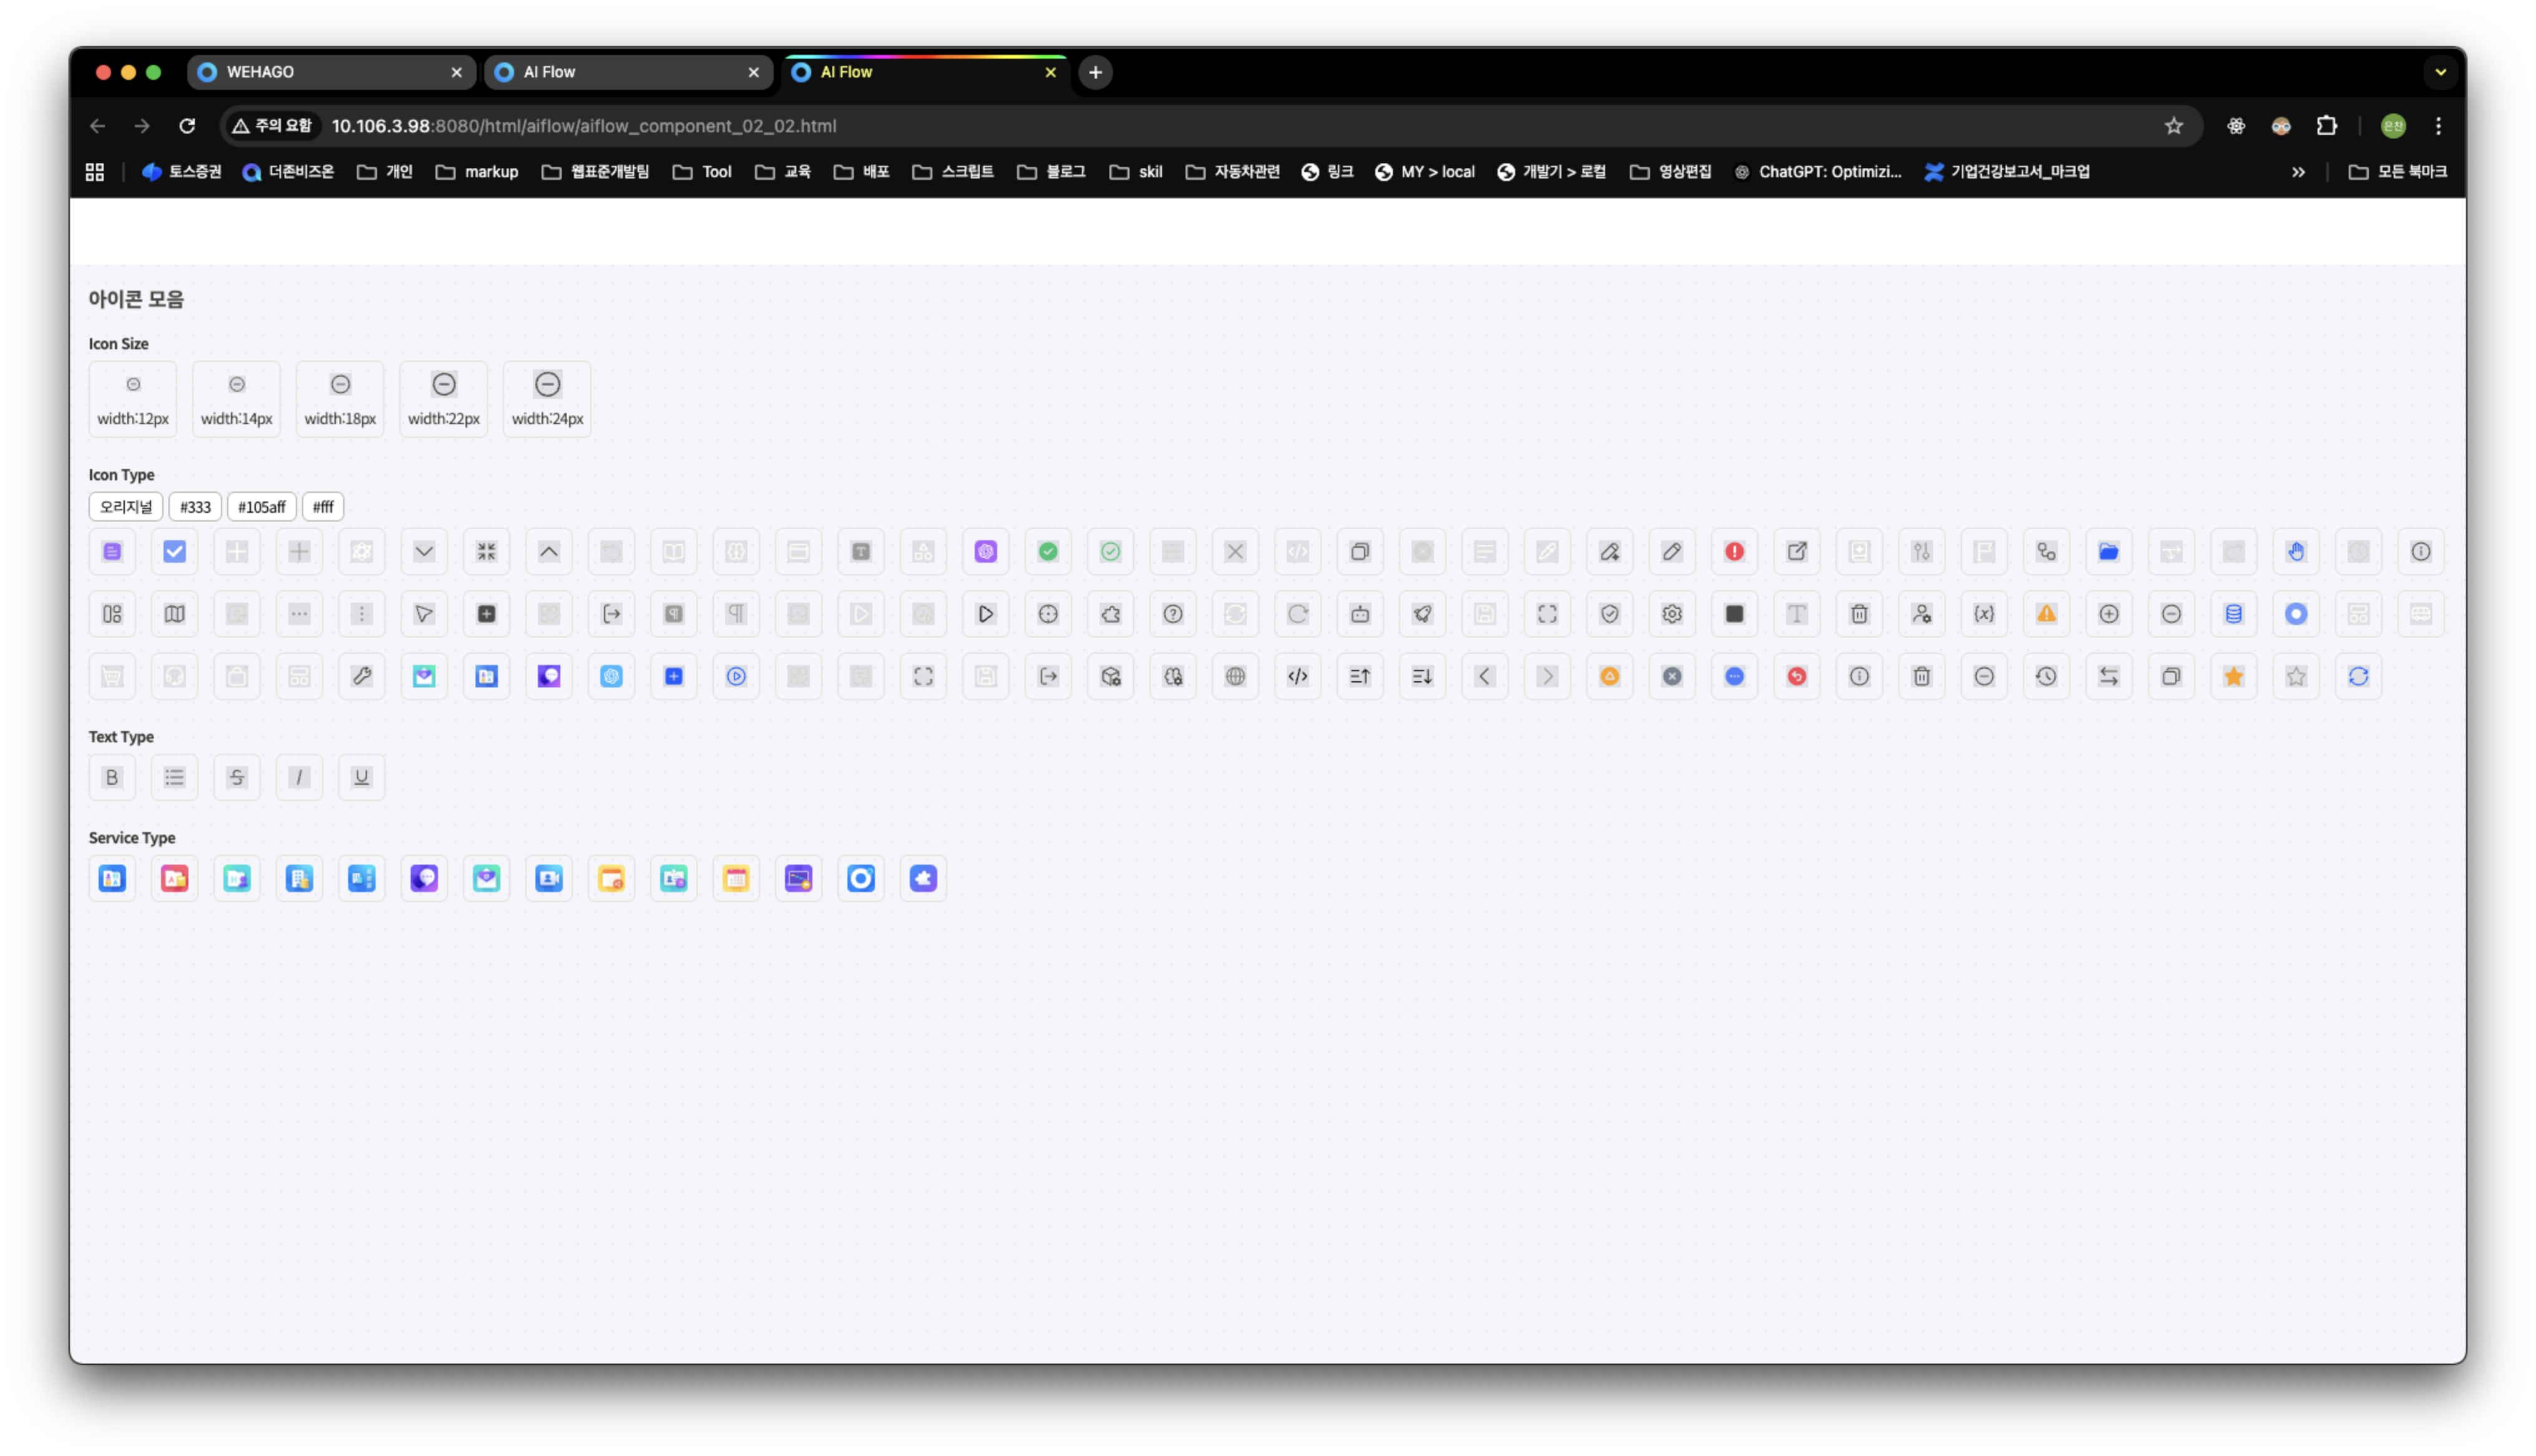 WEHAGO
AI Flow
AI Flow
주의 요함
10.106.3.98:8080/html/aiflow/aiflow_component_02_02.html
은찬
토스증권
더존비즈온
개인
markup
웹표준개발팀
Tool
교육
배포
스크립트
블로그
skil
자동차관련
링크
MY > local
개발기 > 로컬
영상편집
ChatGPT: Optimizi...
기업건강보고서_마크업
모든 북마크
아이콘 모음
Icon Size
width:12px width:14px width:18px width:22px width:24px
Icon Type
오리지널 #333 #105aff #fff
Text Type
B S I U
Service Type